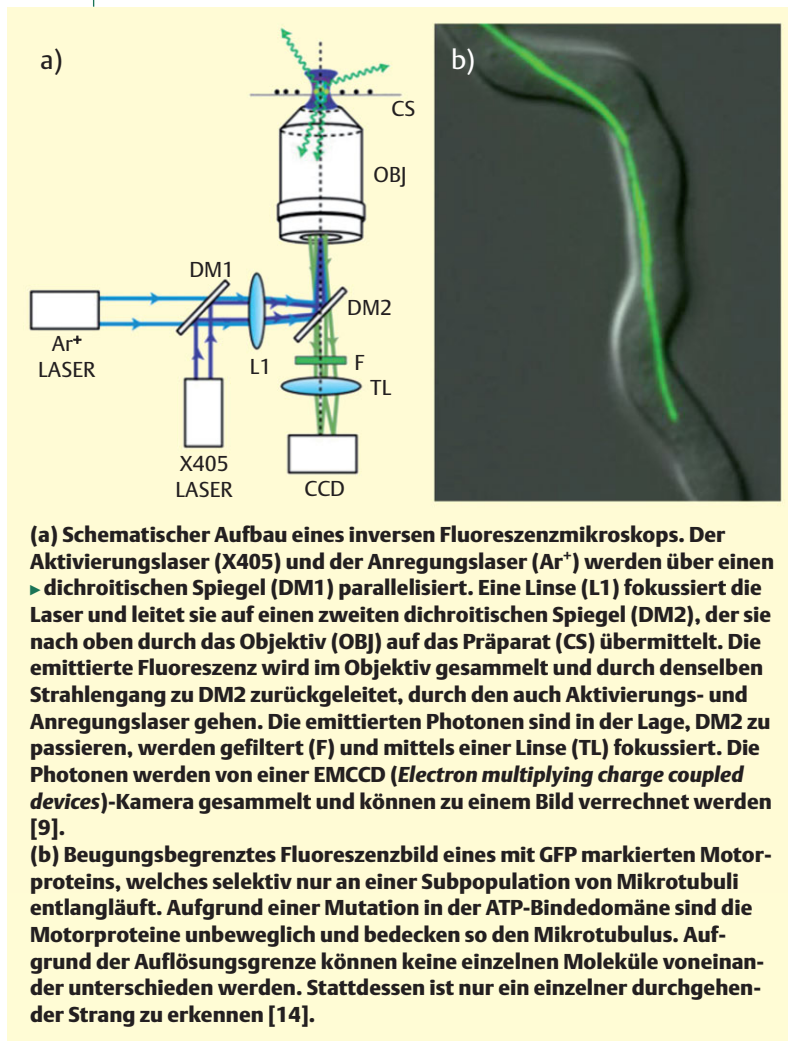 a)
b)
CS
OBJ
DM1
DM2
Ar+
LASER
L1
F
TL
X405
LASER
CCD
(a) Schematischer Aufbau eines inversen Fluoreszenzmikroskops. Der
Aktivierungslaser (X405) und der Anregungslaser (Ar+) werden über einen
▸ dichroitischen Spiegel (DM1) parallelisiert. Eine Linse (L1) fokussiert die
Laser und leitet sie auf einen zweiten dichroitischen Spiegel (DM2), der sie
nach oben durch das Objektiv (OBJ) auf das Präparat (CS) übermittelt. Die
emittierte Fluoreszenz wird im Objektiv gesammelt und durch denselben
Strahlengang zu DM2 zurückgeleitet, durch den auch Aktivierungs- und
Anregungslaser gehen. Die emittierten Photonen sind in der Lage, DM2 zu
passieren, werden gefiltert (F) und mittels einer Linse (TL) fokussiert. Die
Photonen werden von einer EMCCD (Electron multiplying charge coupled
devices)-Kamera gesammelt und können zu einem Bild verrechnet werden
[9].
(b) Beugungsbegrenztes Fluoreszenzbild eines mit GFP markierten Motor-
proteins, welches selektiv nur an einer Subpopulation von Mikrotubuli
entlangläuft. Aufgrund einer Mutation in der ATP-Bindedomäne sind die
Motorproteine unbeweglich und bedecken so den Mikrotubulus. Auf-
grund der Auflösungsgrenze können keine einzelnen Moleküle voneinan-
der unterschieden werden. Stattdessen ist nur ein einzelner durchgehen-
der Strang zu erkennen [14].